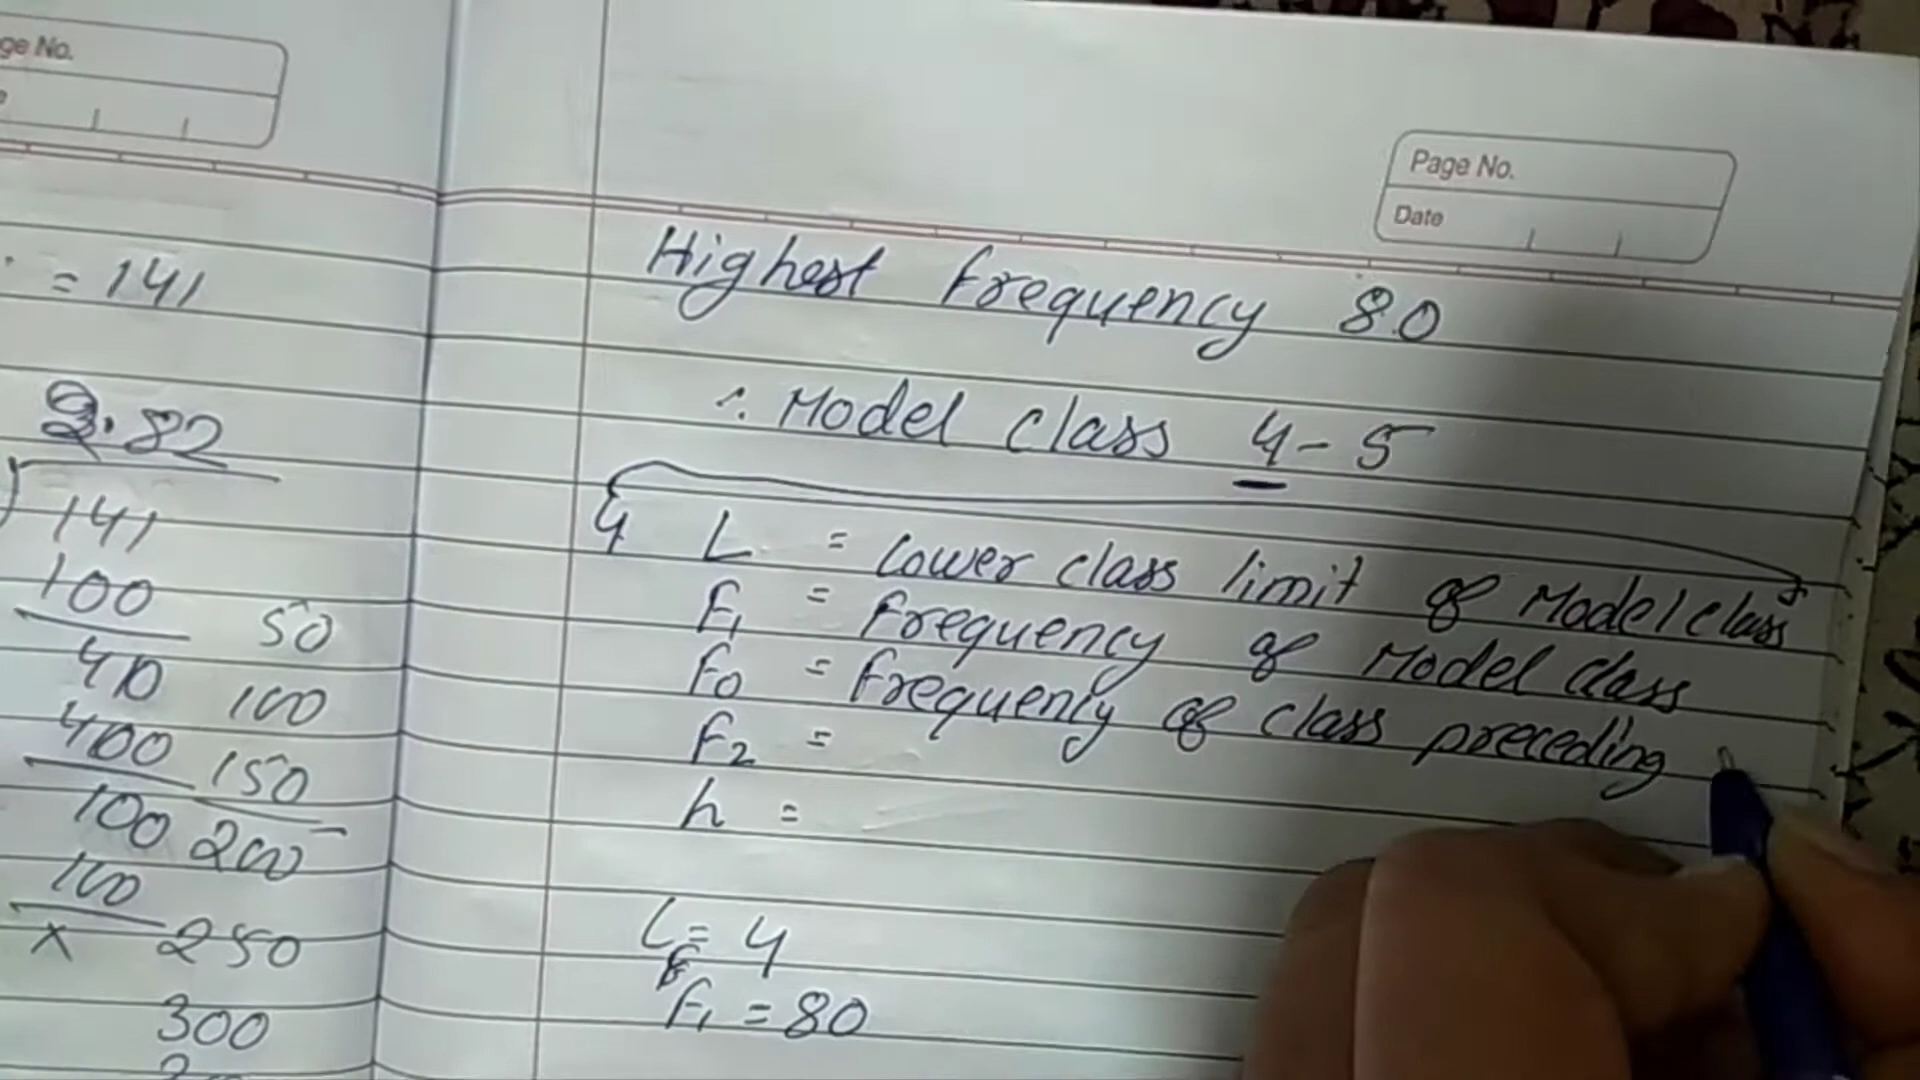 ge No.
= 141
2.82
141
100
50
40
100
400
150
100
200
100
x
250
300
Page No.
Date
Highest frequency 80
∴ Model class 4-5
4 L = Lower class limit of Model class
F1 = frequency of Model class
F0 = frequency of class preceding
F2 =
h =
L = 4
F1 = 80